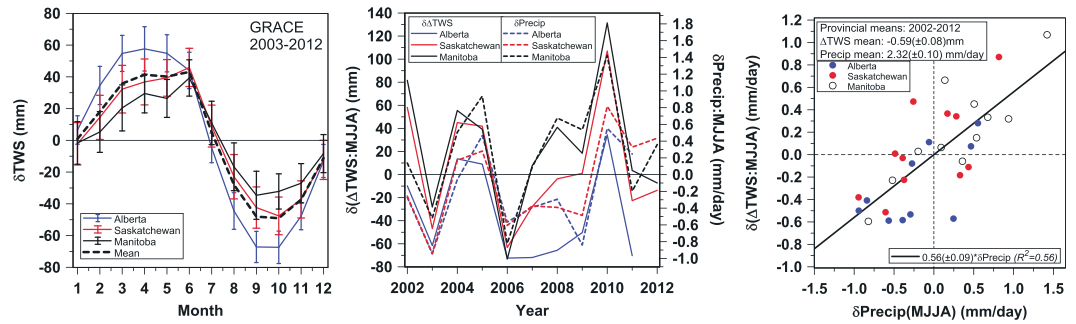 GRACE
2003-2012
δTWS (mm)
80
60
40
20
0
-20
-40
-60
-80
Alberta
Saskatchewan
Manitoba
Mean
1 2 3 4 5 6 7 8 9 10 11 12
Month
δ(ΔTWS:MJJA) (mm)
140
120
100
80
60
40
20
0
-20
-40
-60
-80
δΔTWS δPrecip
Alberta Alberta
Saskatchewan Saskatchewan
Manitoba Manitoba
1.8
1.6
1.4
1.2
1.0
0.8
0.6
0.4
0.2
0.0
-0.2
-0.4
-0.6
-0.8
-1.0
δPrecip:MJJA (mm/day)
2002 2004 2006 2008 2010 2012
Year
δ(ΔTWS:MJJA) (mm/day)
1.2
1.0
0.8
0.6
0.4
0.2
0.0
-0.2
-0.4
-0.6
-0.8
-1.0
Provincial means: 2002-2012
ΔTWS mean: -0.59(±0.08)mm
Precip mean: 2.32(±0.10) mm/day
Alberta
Saskatchewan
Manitoba
0.56(±0.09)*δPrecip (R²=0.56)
-1.5 -1.0 -0.5 0.0 0.5 1.0 1.5
δPrecip(MJJA) (mm/day)